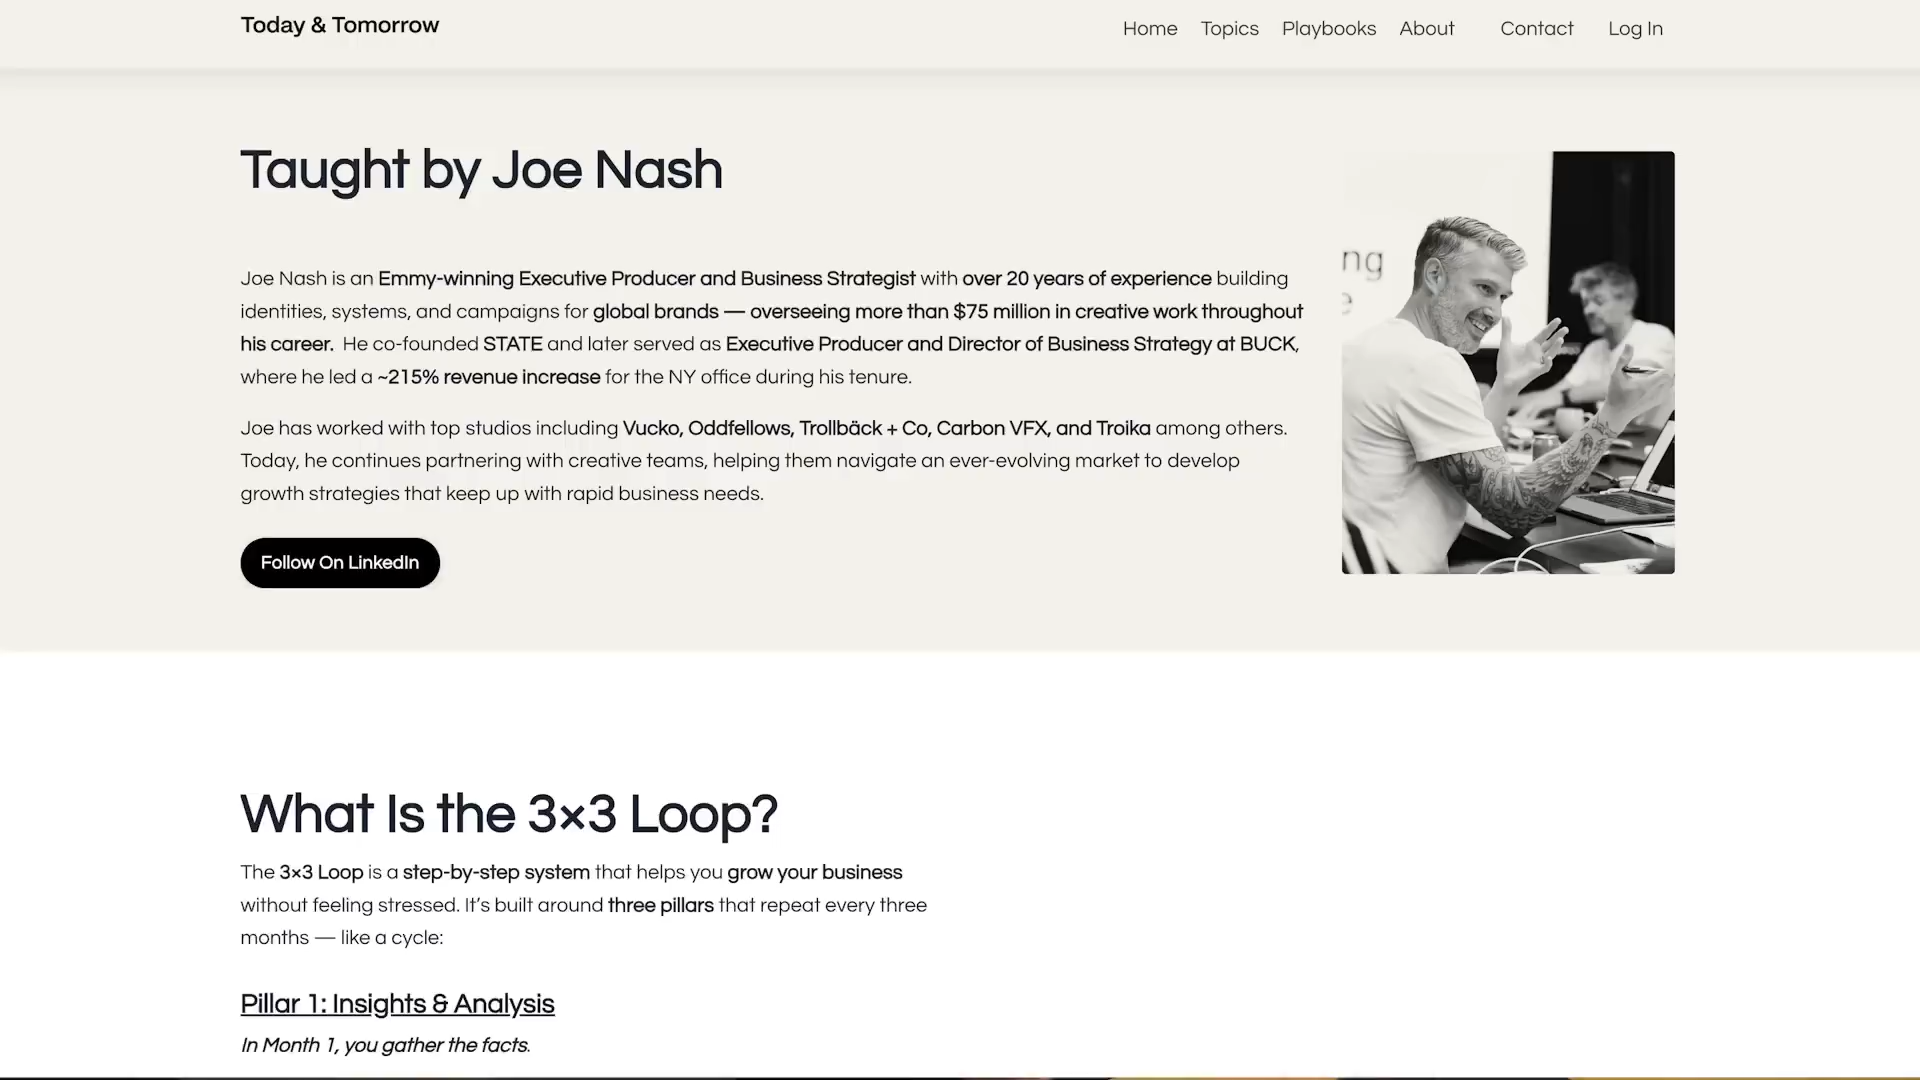 Today & Tomorrow
Home Topics Playbooks About Contact Log In
Taught by Joe Nash
Joe Nash is an Emmy-winning Executive Producer and Business Strategist with over 20 years of experience building
identities, systems, and campaigns for global brands — overseeing more than $75 million in creative work throughout
his career. He co-founded STATE and later served as Executive Producer and Director of Business Strategy at BUCK,
where he led a ~215% revenue increase for the NY office during his tenure.
Joe has worked with top studios including Vucko, Oddfellows, Trollbäck + Co, Carbon VFX, and Troika among others.
Today, he continues partnering with creative teams, helping them navigate an ever-evolving market to develop
growth strategies that keep up with rapid business needs.
Follow On LinkedIn
ng
e
What Is the 3×3 Loop?
The 3×3 Loop is a step-by-step system that helps you grow your business
without feeling stressed. It’s built around three pillars that repeat every three
months — like a cycle:
Pillar 1: Insights & Analysis
In Month 1, you gather the facts.